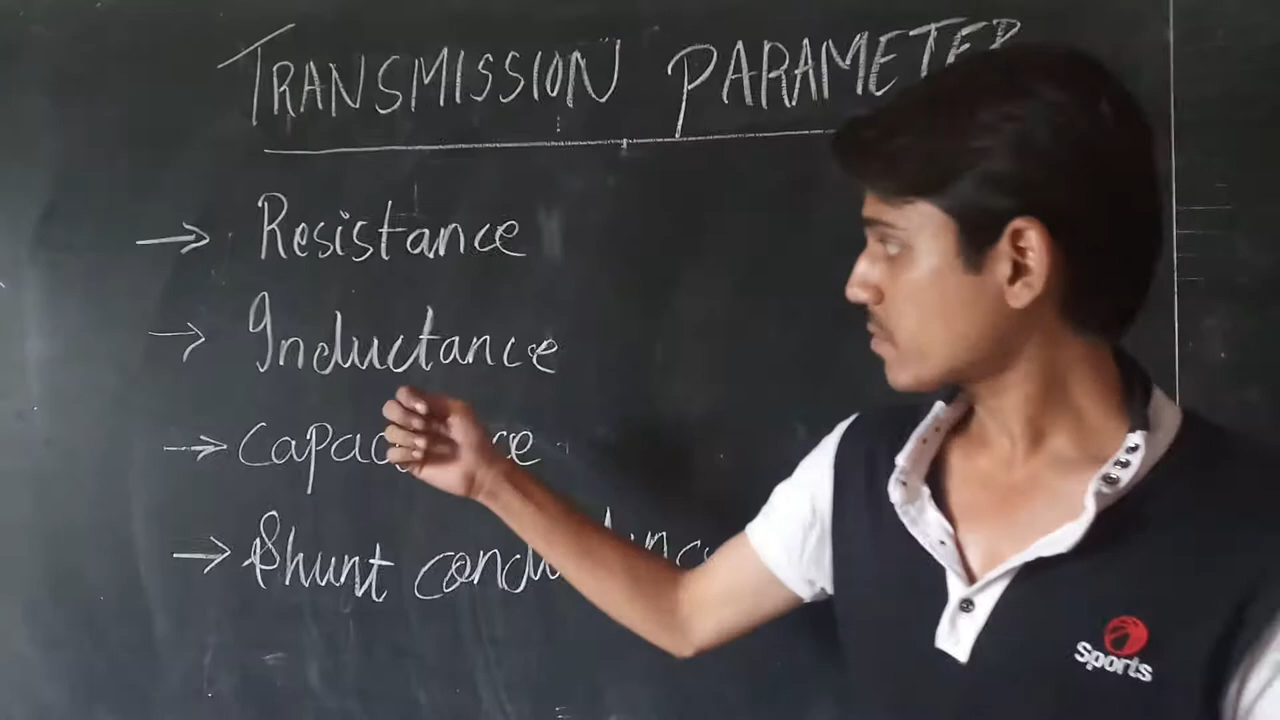 TRANSMISSION PARAMETER
→ Resistance
→ Inductance
→
→ Shunt
Sports